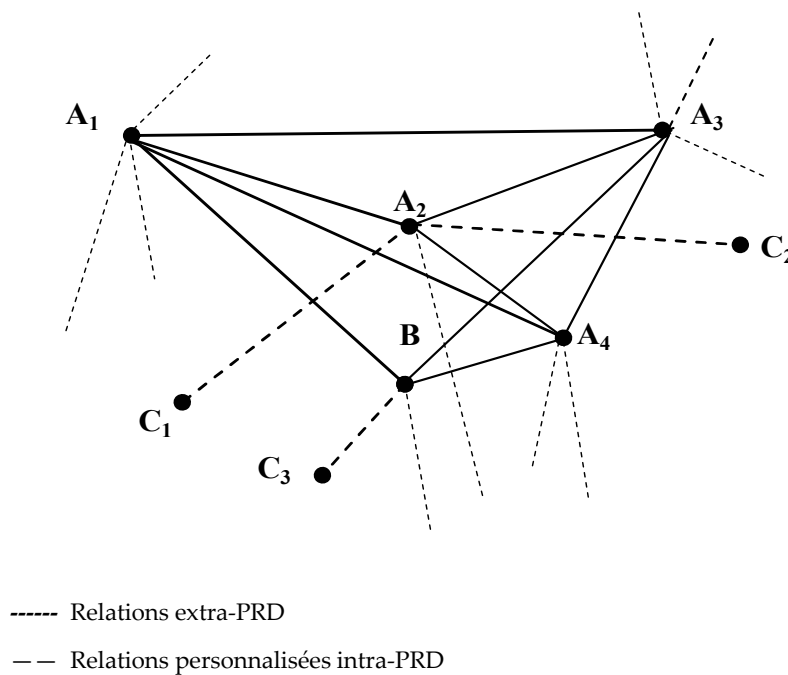 A1
A3
A2
C2
B
A4
C1
C3
Relations extra-PRD
Relations personnalisées intra-PRD